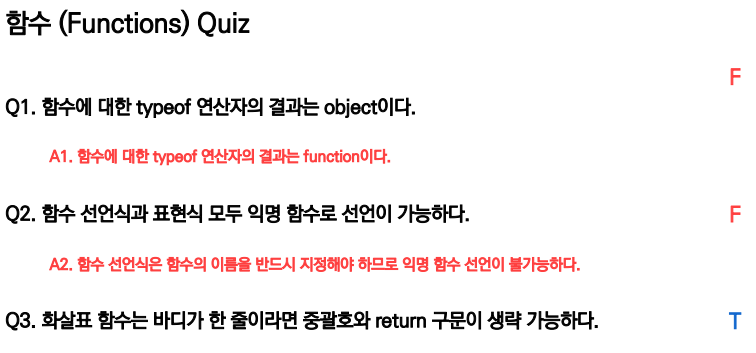 함수 (Functions) Quiz
F
Q1. 함수에 대한 typeof 연산자의 결과는 object이다.
A1. 함수에 대한 typeof 연산자의 결과는 function이다.
Q2. 함수 선언식과 표현식 모두 익명 함수로 선언이 가능하다. F
A2. 함수 선언식은 함수의 이름을 반드시 지정해야 하므로 익명 함수 선언이 불가능하다.
Q3. 화살표 함수는 바디가 한 줄이라면 중괄호와 return 구문이 생략 가능하다. T